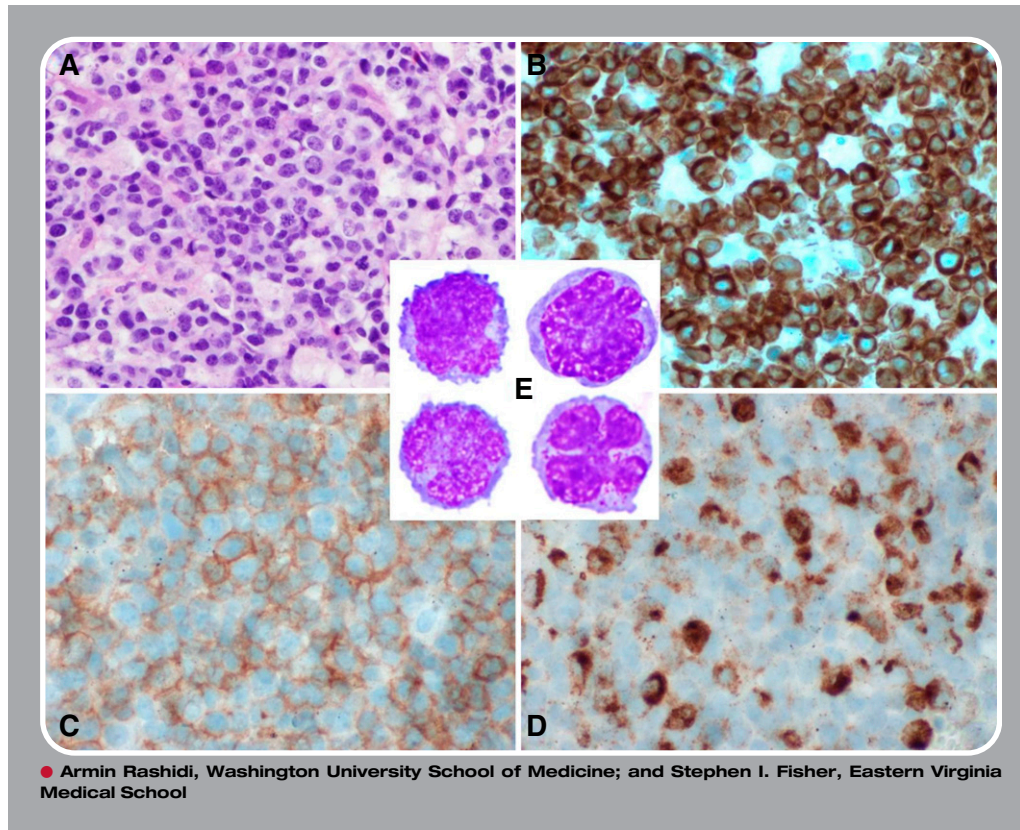 A
B
E
C
D
● Armin Rashidi, Washington University School of Medicine; and Stephen I. Fisher, Eastern Virginia
Medical School